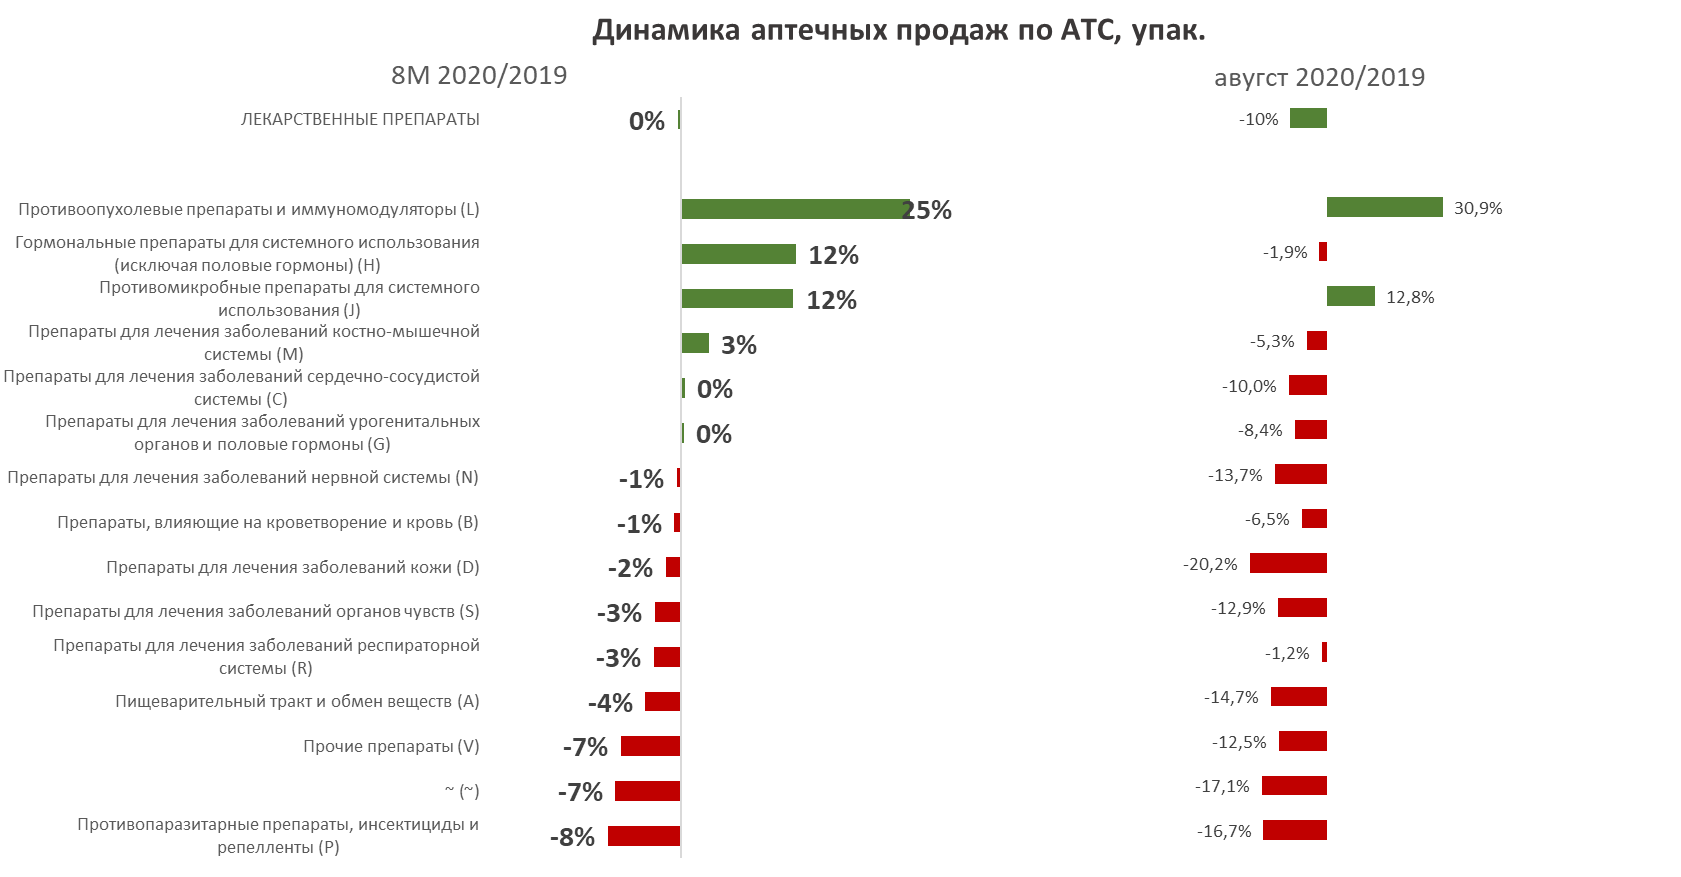 Динамика аптечных продаж по АТС, упак.
8М 2020/2019
авугст 2020/2019
ЛЕКАРСТВЕННЫЕ ПРЕПАРАТЫ
0%
-10%
Противоопухолевые препараты и иммуномодуляторы (L)
25%
30,9%
Гормональные препараты для системного использования
(исключая половые гормоны) (H)
12%
-1,9%
Противомикробные препараты для системного
использования (J)
12%
12,8%
Препараты для лечения заболеваний костно-мышечной
системы (M)
3%
-5,3%
Препараты для лечения заболеваний сердечно-сосудистой
системы (C)
0%
-10,0%
Препараты для лечения заболеваний урогенитальных
органов и половые гормоны (G)
0%
-8,4%
Препараты для лечения заболеваний нервной системы (N)
-1%
-13,7%
Препараты, влияющие на кроветворение и кровь (B)
-1%
-6,5%
Препараты для лечения заболеваний кожи (D)
-2%
-20,2%
Препараты для лечения заболеваний органов чувств (S)
-3%
-12,9%
Препараты для лечения заболеваний респираторной
системы (R)
-3%
-1,2%
Пищеварительный тракт и обмен веществ (A)
-4%
-14,7%
Прочие препараты (V)
-7%
-12,5%
~ (~)
-7%
-17,1%
Противопаразитарные препараты, инсектициды и
репелленты (P)
-8%
-16,7%